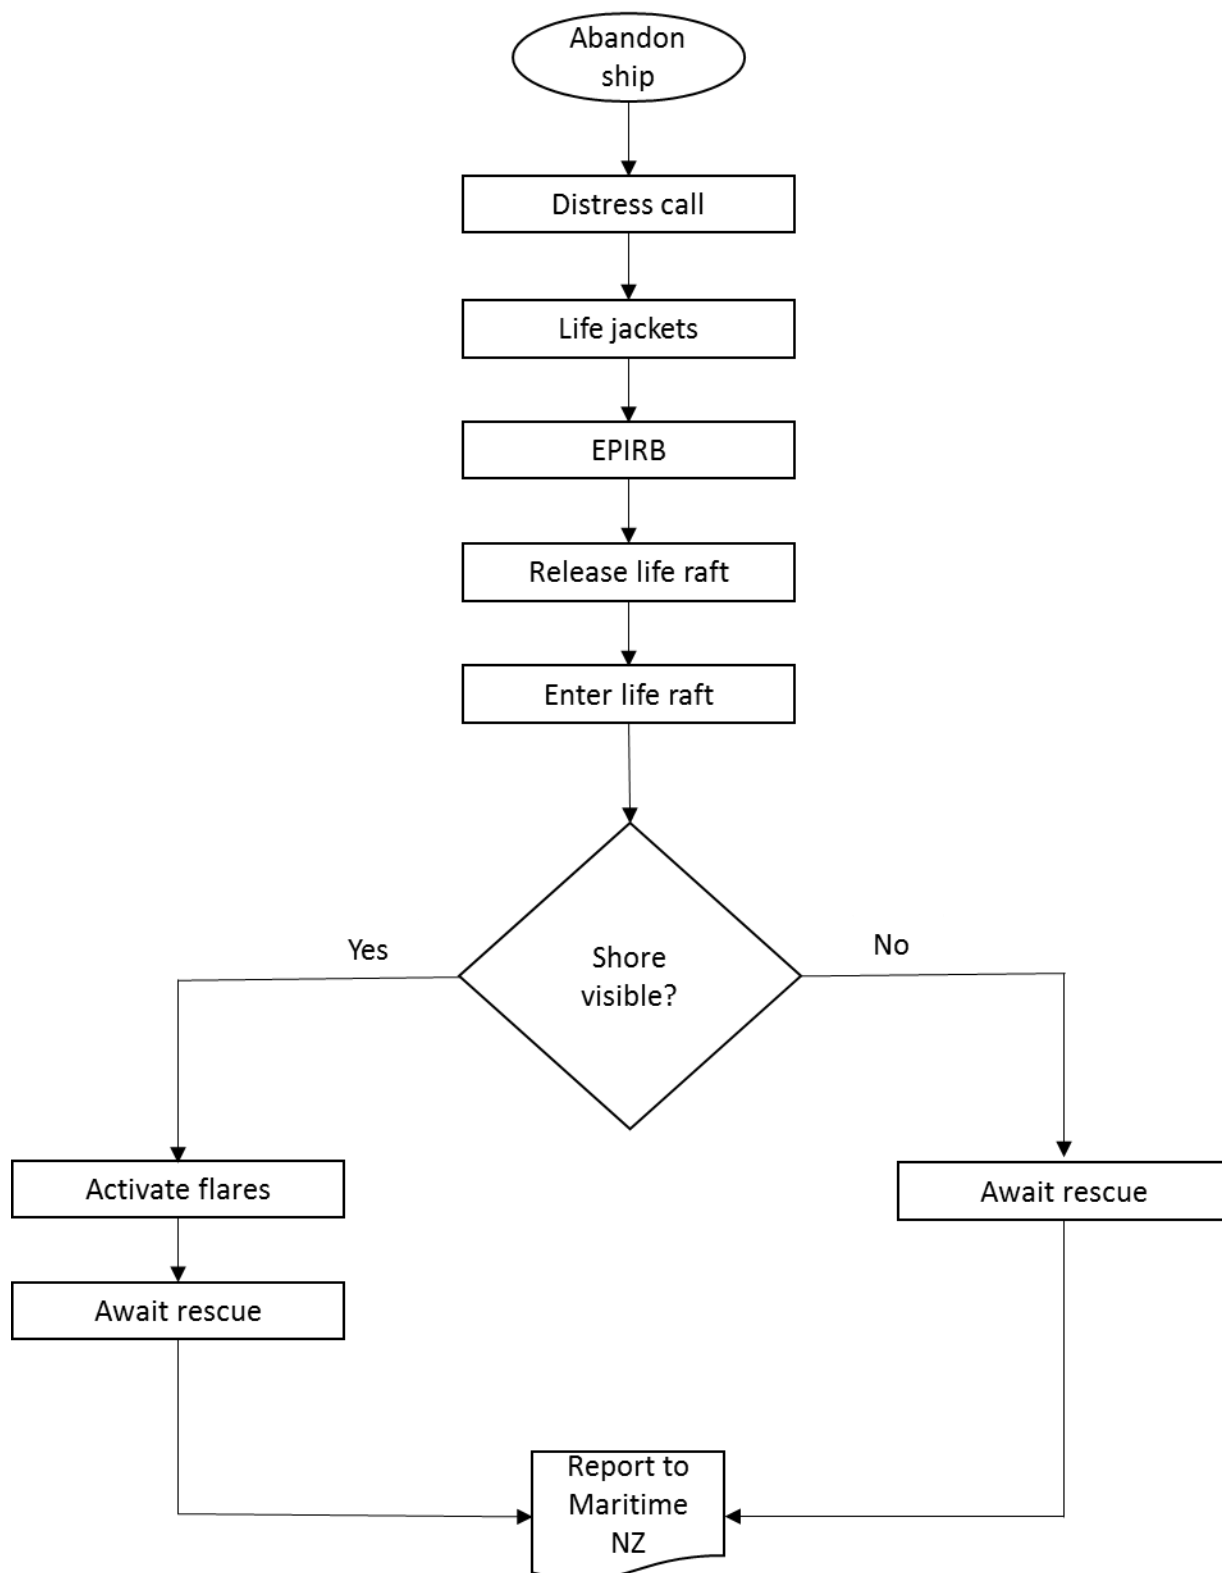 Abandon
ship
Distress call
Life jackets
EPIRB
Release life raft
Enter life raft
Shore
visible?
Yes
No
Activate flares
Await rescue
Await rescue
Report to
Maritime
NZ